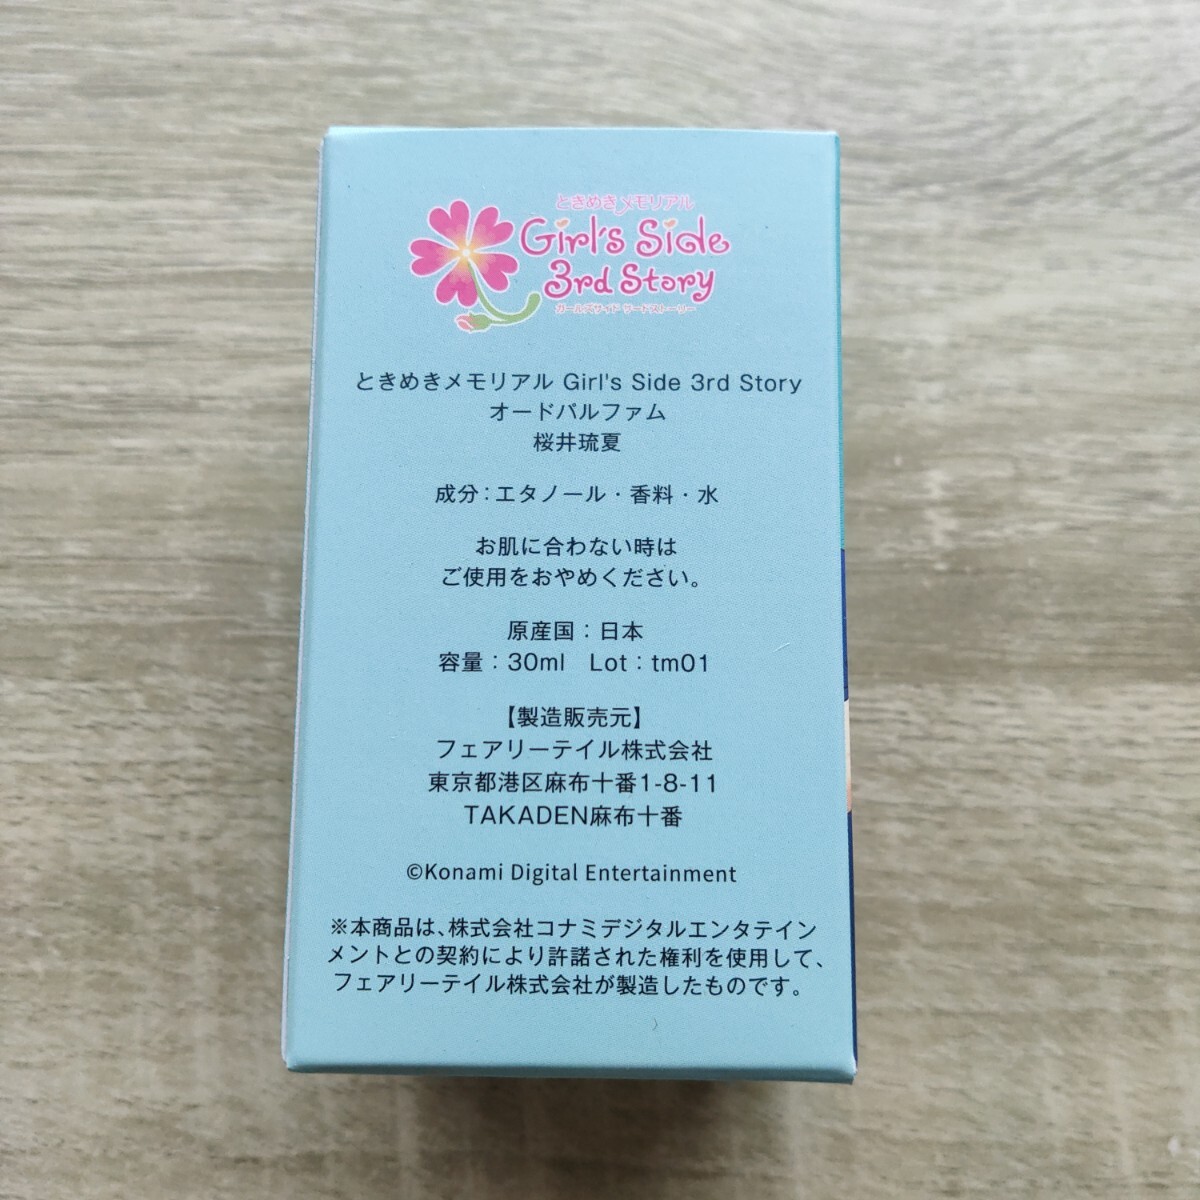 ときめきメモリアル
Girl's Side
3rd Story
ガールズサイド サードストーリー
ときめきメモリアル Girl's Side 3rd Story
オードパルファム
桜井琉夏
成分：エタノール・香料・水
お肌に合わない時は
ご使用をおやめください。
原産国：日本
容量：30ml Lot：tm01
【製造販売元】
フェアリーテイル株式会社
東京都港区麻布十番1-8-11
TAKADEN麻布十番
©Konami Digital Entertainment
※本商品は、株式会社コナミデジタルエンタテイン
メントとの契約により許諾された権利を使用して、
フェアリーテイル株式会社が製造したものです。